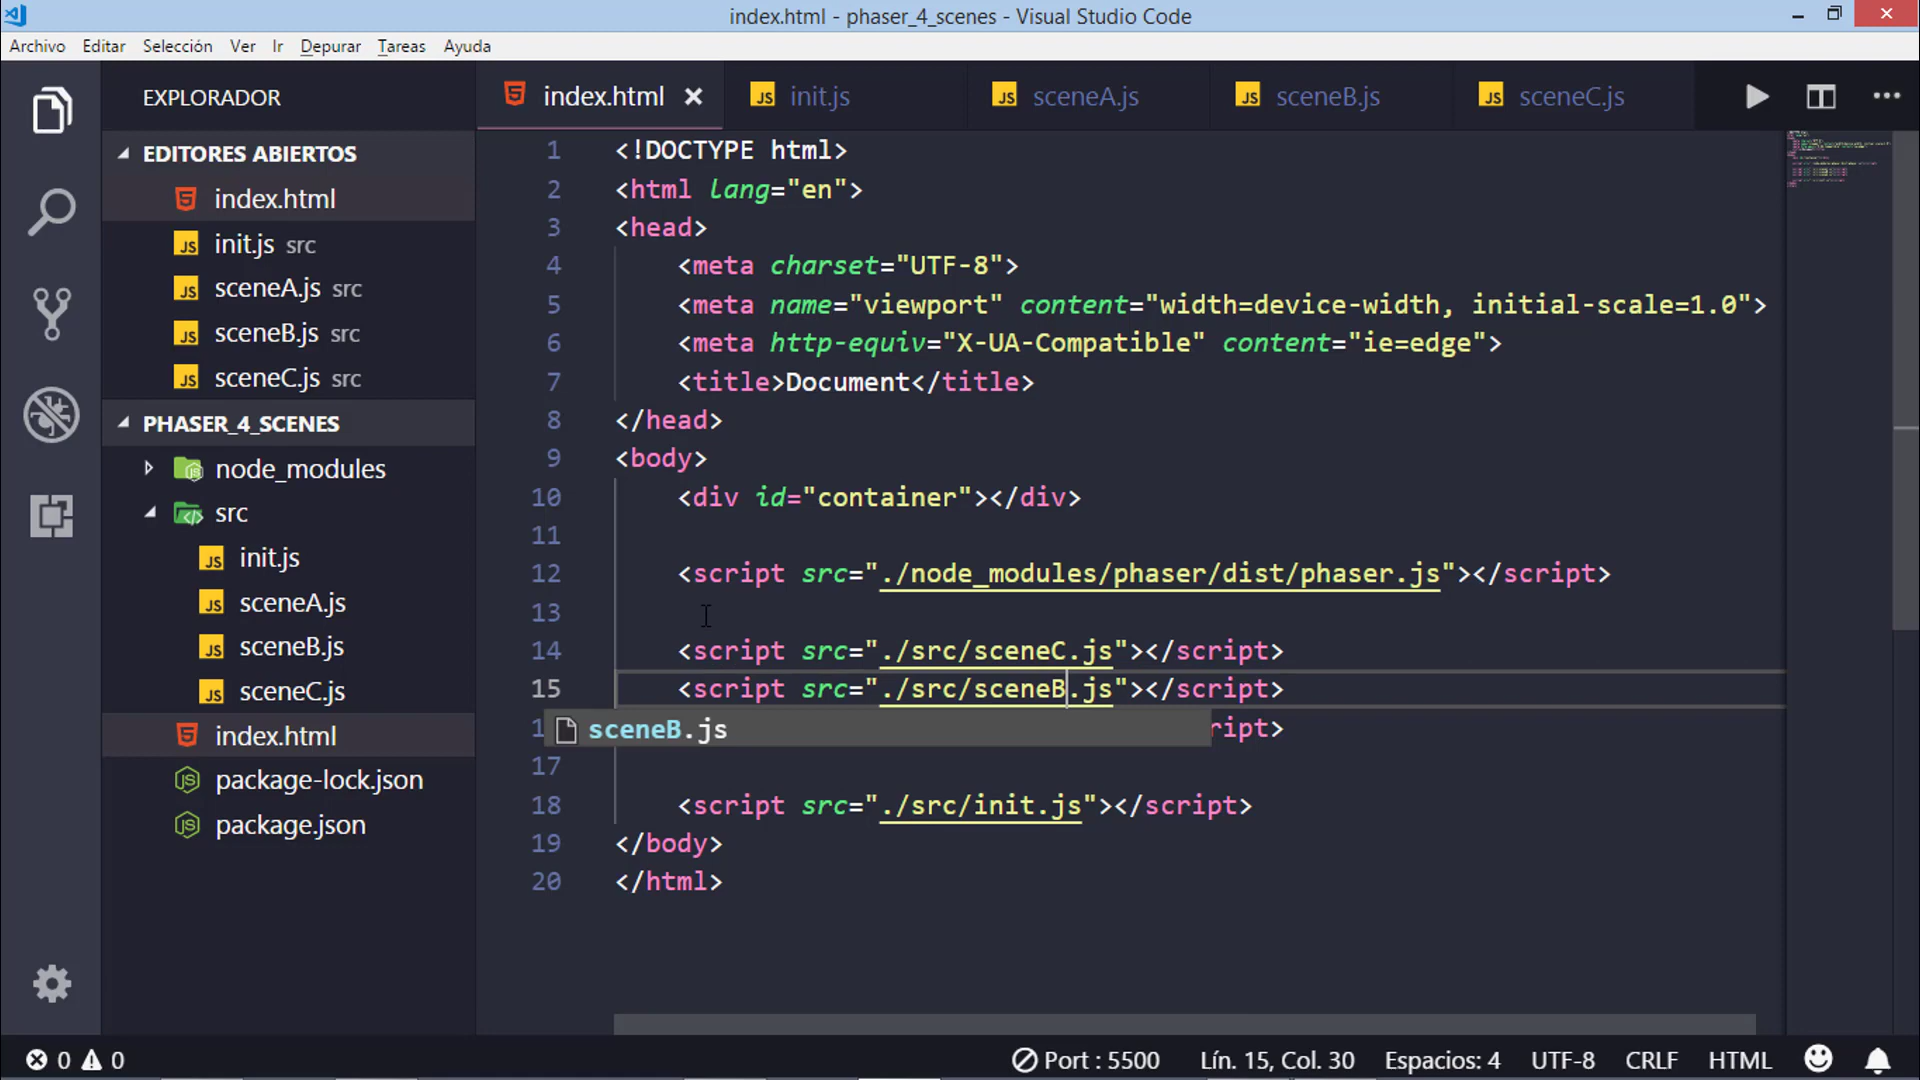 index.html - phaser_4_scenes - Visual Studio Code
Archivo Editar Selección Ver Ir Depurar Tareas Ayuda
EXPLORADOR
EDITORES ABIERTOS
index.html
init.js src
sceneA.js src
sceneB.js src
sceneC.js src
PHASER_4_SCENES
node_modules
src
init.js
sceneA.js
sceneB.js
sceneC.js
index.html
package-lock.json
package.json
index.html init.js sceneA.js sceneB.js sceneC.js
1 <!DOCTYPE html>
2 <html lang="en">
3 <head>
4 <meta charset="UTF-8">
5 <meta name="viewport" content="width=device-width, initial-scale=1.0">
6 <meta http-equiv="X-UA-Compatible" content="ie=edge">
7 <title>Document</title>
8 </head>
9 <body>
10 <div id="container"></div>
11
12 <script src="./node_modules/phaser/dist/phaser.js"></script>
13
14 <script src="./src/sceneC.js"></script>
15 <script src="./src/sceneB.js"></script>
1 sceneB.js ript>
17
18 <script src="./src/init.js"></script>
19 </body>
20 </html>
0 0 Port : 5500 Lín. 15, Col. 30 Espacios: 4 UTF-8 CRLF HTML